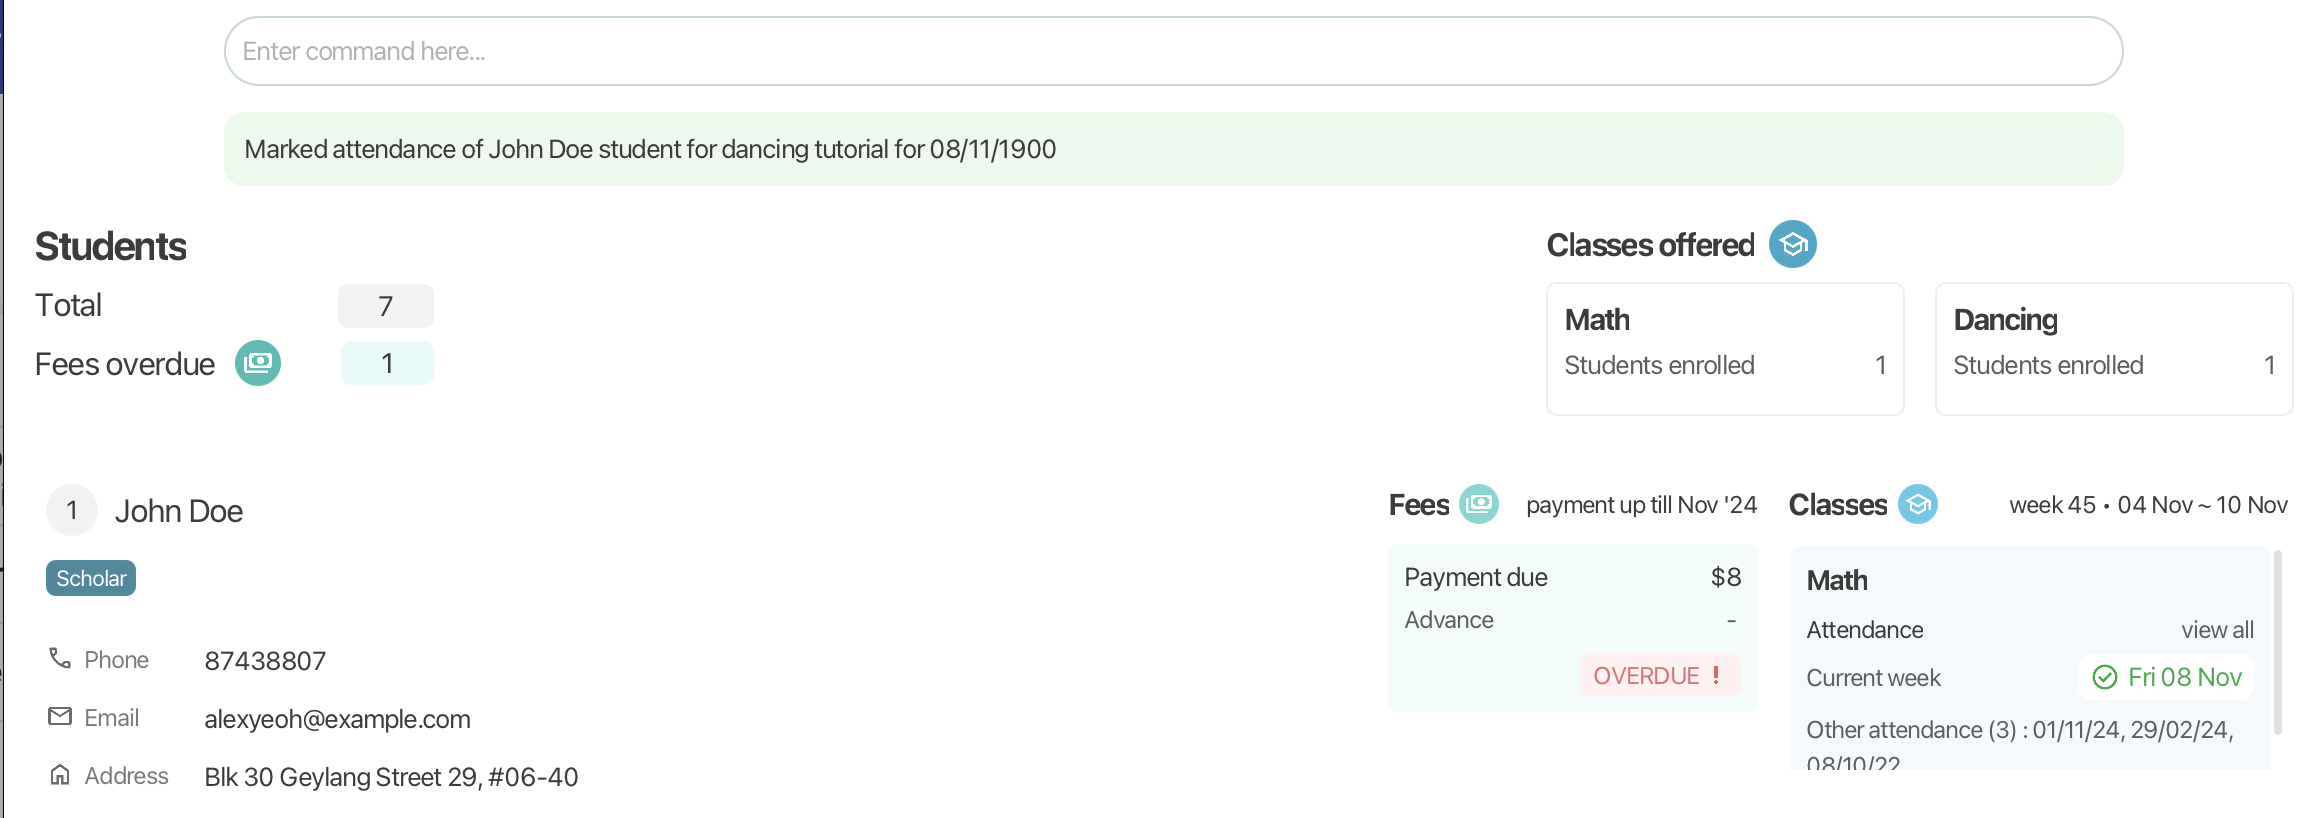 Enter command here...
Marked attendance of John Doe student for dancing tutorial for 08/11/1900
Students
Total 7
Fees overdue 1
Classes offered
Math
Students enrolled 1
Dancing
Students enrolled 1
1 John Doe
Scholar
Phone 87438807
Email alexyeoh@example.com
Address Blk 30 Geylang Street 29, #06-40
Fees payment up till Nov '24
Payment due $8
Advance -
OVERDUE !
Classes week 45 • 04 Nov ~ 10 Nov
Math
Attendance view all
Current week Fri 08 Nov
Other attendance (3) : 01/11/24, 29/02/24,
08/10/22